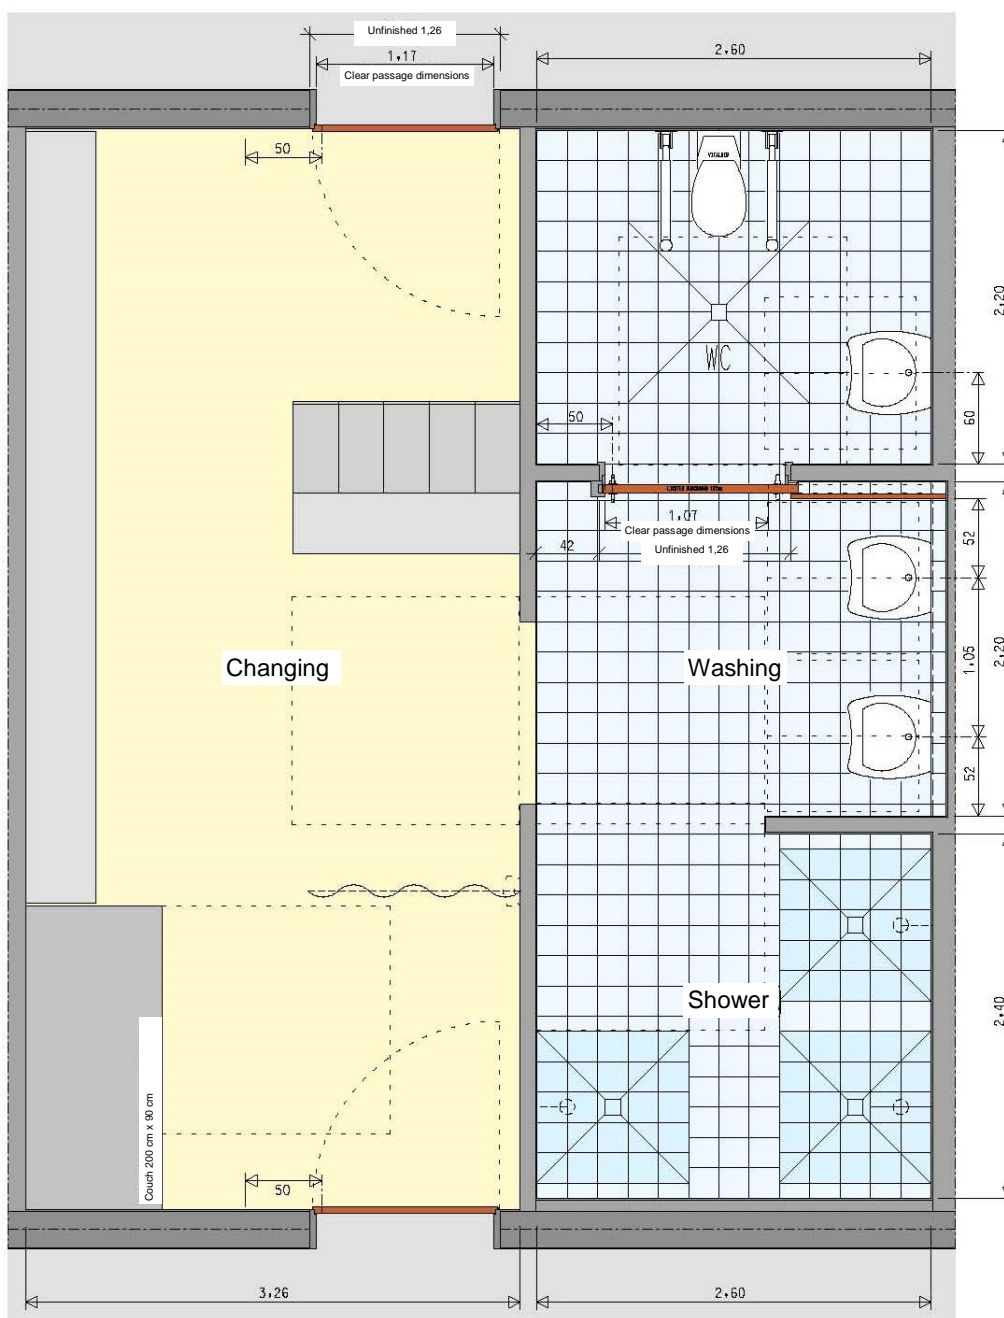 Unfinished 1,26
1,17
Clear passage dimensions
2,60
50
WC
2,20
50
60
1,07
Clear passage dimensions
42
Unfinished 1,26
52
Changing
Washing
1,05
2,20
52
Shower
2,40
Couch 200 cm x 90 cm
50
3,26
2,60